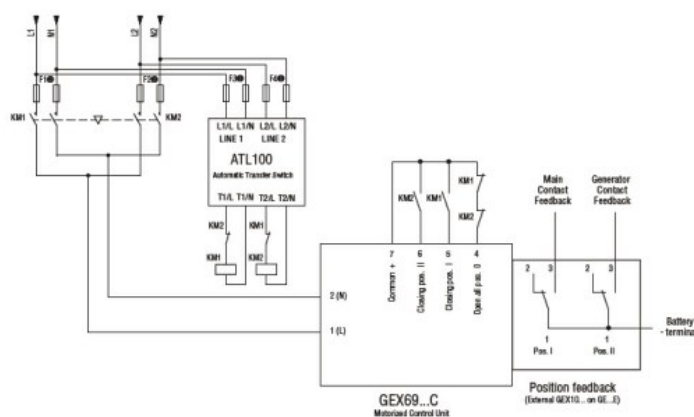 L1 N1 L2 N2
F1 F2 F3 F4
KM1 KM2
L1/L L1/N L2/L L2/N
LINE 1 LINE 2
ATL100
Automatic Transfer Switch
T1/L T1/N T2/L T2/N
KM2 KM1
KM1 KM2
KM2 KM1 KM1
KM2
Main Contact Feedback
Generator Contact Feedback
7 6 5 4
Common +
Closing pos. II
Closing pos. I
Open all pos. 0
2 (N)
1 (L)
2 3 2 3
1 1
Pos. I Pos. II
Battery
- terminal
GEX69...C
Motorized Control Unit
Position feedback
(External GEX10... on GE...E)